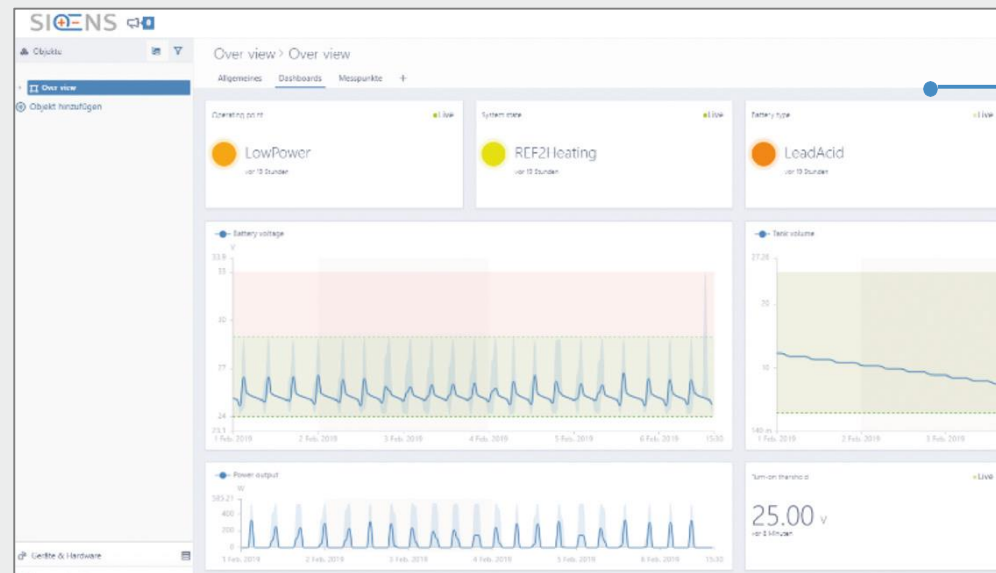 SIQENS
Objekte
Over view
Objekt hinzufügen
Geräte & Hardware
Over view > Over view
Allgemeines Dashboards Messpunkte +
Operating point Live
LowPower
vor 19 Stunden
System state Live
REF2Heating
vor 19 Stunden
Battery type Live
LeadAcid
vor 19 Stunden
Battery voltage
V
33.9
33
30
27
24
23.1
1 Feb. 2019 2 Feb. 2019 3 Feb. 2019 4 Feb. 2019 5 Feb. 2019 6 Feb. 2019 15:30
Tank volume
27.28
20
10
140 m
1 Feb. 2019 2 Feb. 2019 3 Feb. 2019
Power output
W
585.21
400
200
0
1 Feb. 2019 2 Feb. 2019 3 Feb. 2019 4 Feb. 2019 5 Feb. 2019 6 Feb. 2019 15:30
Turn-on threshold Live
25.00 V
vor 8 Minuten